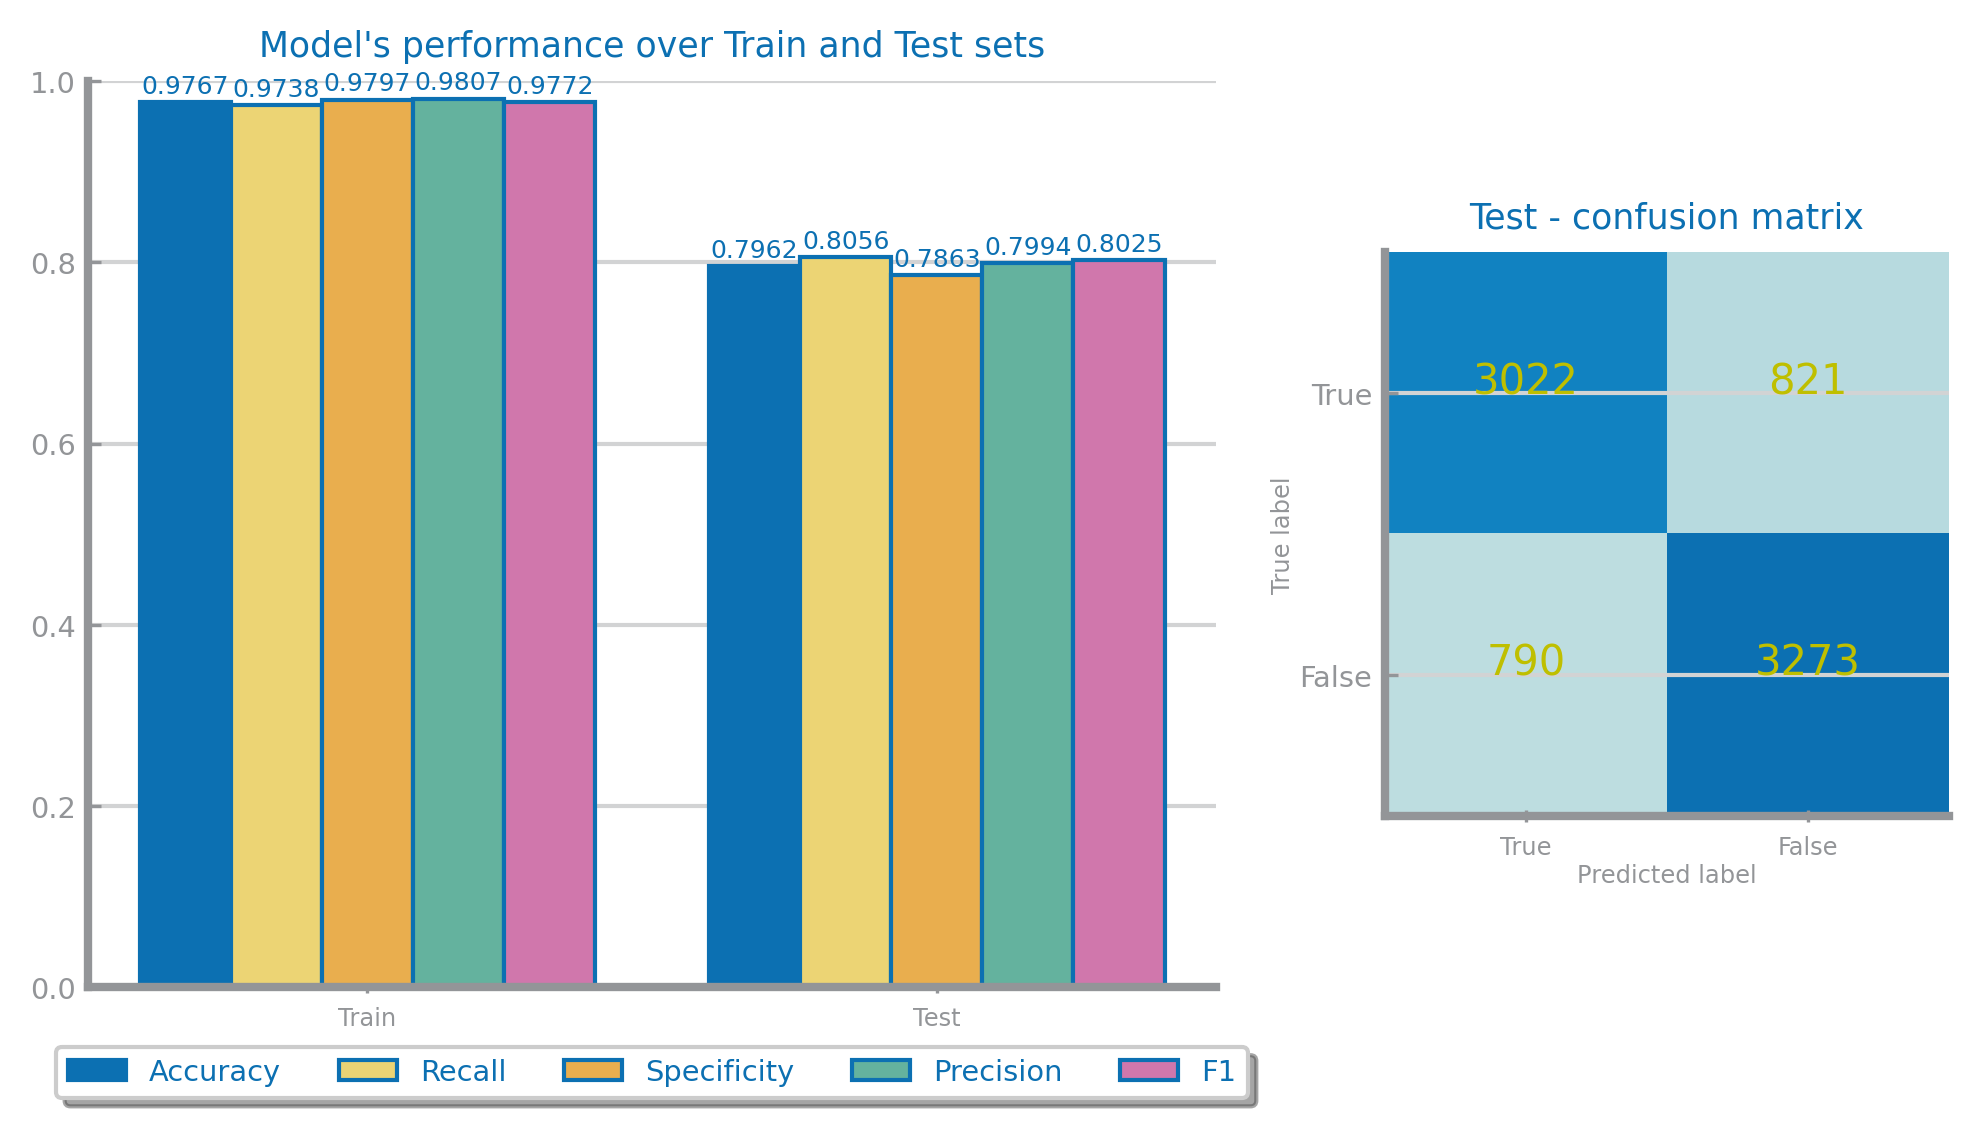 Model's performance over Train and Test sets
1.0
0.9767 0.9738 0.9797 0.9807 0.9772
0.7962 0.8056 0.7863 0.7994 0.8025
0.8
0.6
0.4
0.2
0.0
Train Test
Accuracy Recall Specificity Precision F1
Test - confusion matrix
True 3022 821
True label
False 790 3273
True False
Predicted label